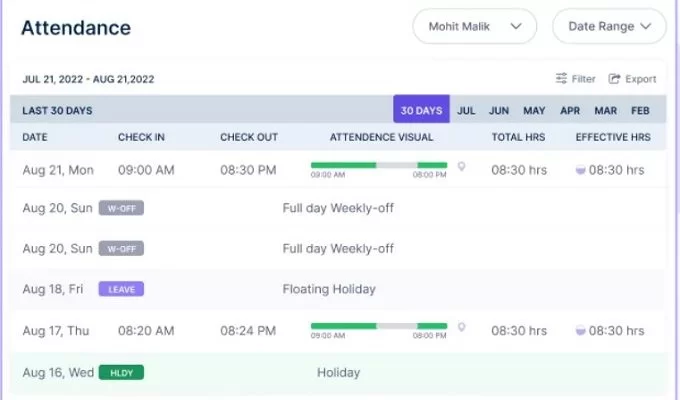 Attendance
Mohit Malik
Date Range
JUL 21, 2022 - AUG 21,2022
Filter
Export
LAST 30 DAYS
30 DAYS JUL JUN MAY APR MAR FEB
DATE CHECK IN CHECK OUT ATTENDENCE VISUAL TOTAL HRS EFFECTIVE HRS
Aug 21, Mon 09:00 AM 08:30 PM 08:30 hrs 08:30 hrs
09:00 AM 08:00 PM
Aug 20, Sun W-OFF Full day Weekly-off
Aug 20, Sun W-OFF Full day Weekly-off
Aug 18, Fri LEAVE Floating Holiday
Aug 17, Thu 08:20 AM 08:24 PM 08:30 hrs 08:30 hrs
09:00 AM 08:00 PM
Aug 16, Wed HLDY Holiday